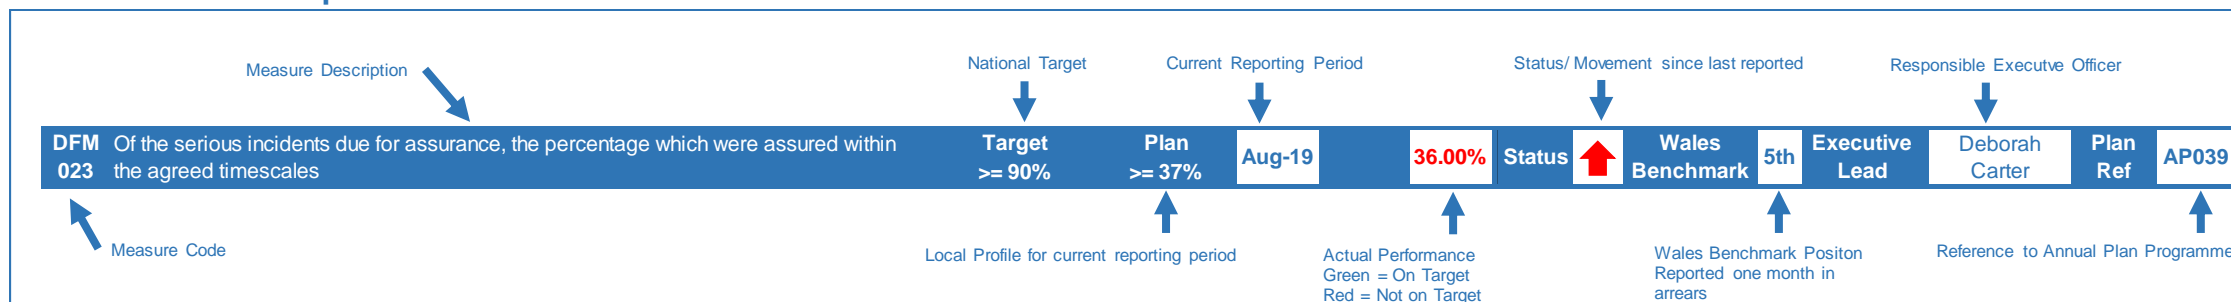 Measure Description
National Target
Current Reporting Period
Status/ Movement since last reported
Responsible Executve Officer
DFM
023
Of the serious incidents due for assurance, the percentage which were assured within
the agreed timescales
Target
>= 90%
Plan
>= 37%
Aug-19
36.00%
Status
Wales
Benchmark
5th
Executive
Lead
Deborah
Carter
Plan
Ref
AP039
Measure Code
Local Profile for current reporting period
Actual Performance
Green = On Target
Red = Not on Target
Wales Benchmark Positon
Reported one month in
arrears
Reference to Annual Plan Programme